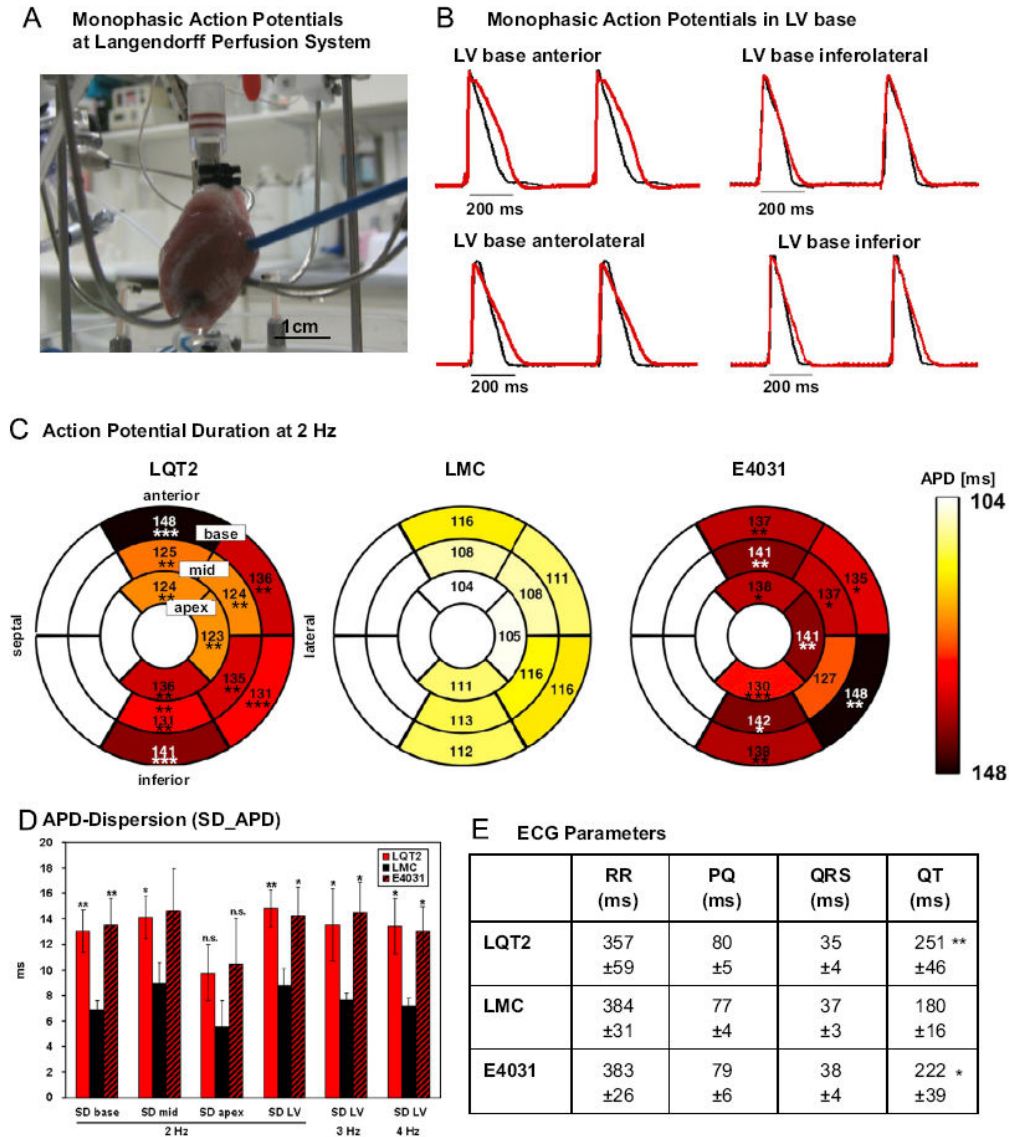 A Monophasic Action Potentials
at Langendorff Perfusion System
1cm
B Monophasic Action Potentials in LV base
LV base anterior
LV base inferolateral
200 ms
200 ms
LV base anterolateral
LV base inferior
200 ms
200 ms
C Action Potential Duration at 2 Hz
LQT2
LMC
E4031
APD [ms]
104
148
anterior
septal
lateral
inferior
base
mid
apex
148
***
125
**
124
**
136
**
124
**
123
**
136
**
135
**
131
***
**
131
**
141
***
116
108
104
111
108
105
116
116
111
113
112
137
**
141
**
138
*
135
*
137
*
141
**
127
148
**
130
***
142
*
138
**
D APD-Dispersion (SD_APD)
LQT2
LMC
E4031
ms
20
18
16
14
12
10
8
6
4
2
0
** ** * n.s. n.s. ** * * * * *
SD base SD mid SD apex SD LV SD LV SD LV
2 Hz 3 Hz 4 Hz
E ECG Parameters
RR PQ QRS QT
(ms) (ms) (ms) (ms)
LQT2 357 80 35 251 **
±59 ±5 ±4 ±46
LMC 384 77 37 180
±31 ±4 ±3 ±16
E4031 383 79 38 222 *
±26 ±6 ±4 ±39